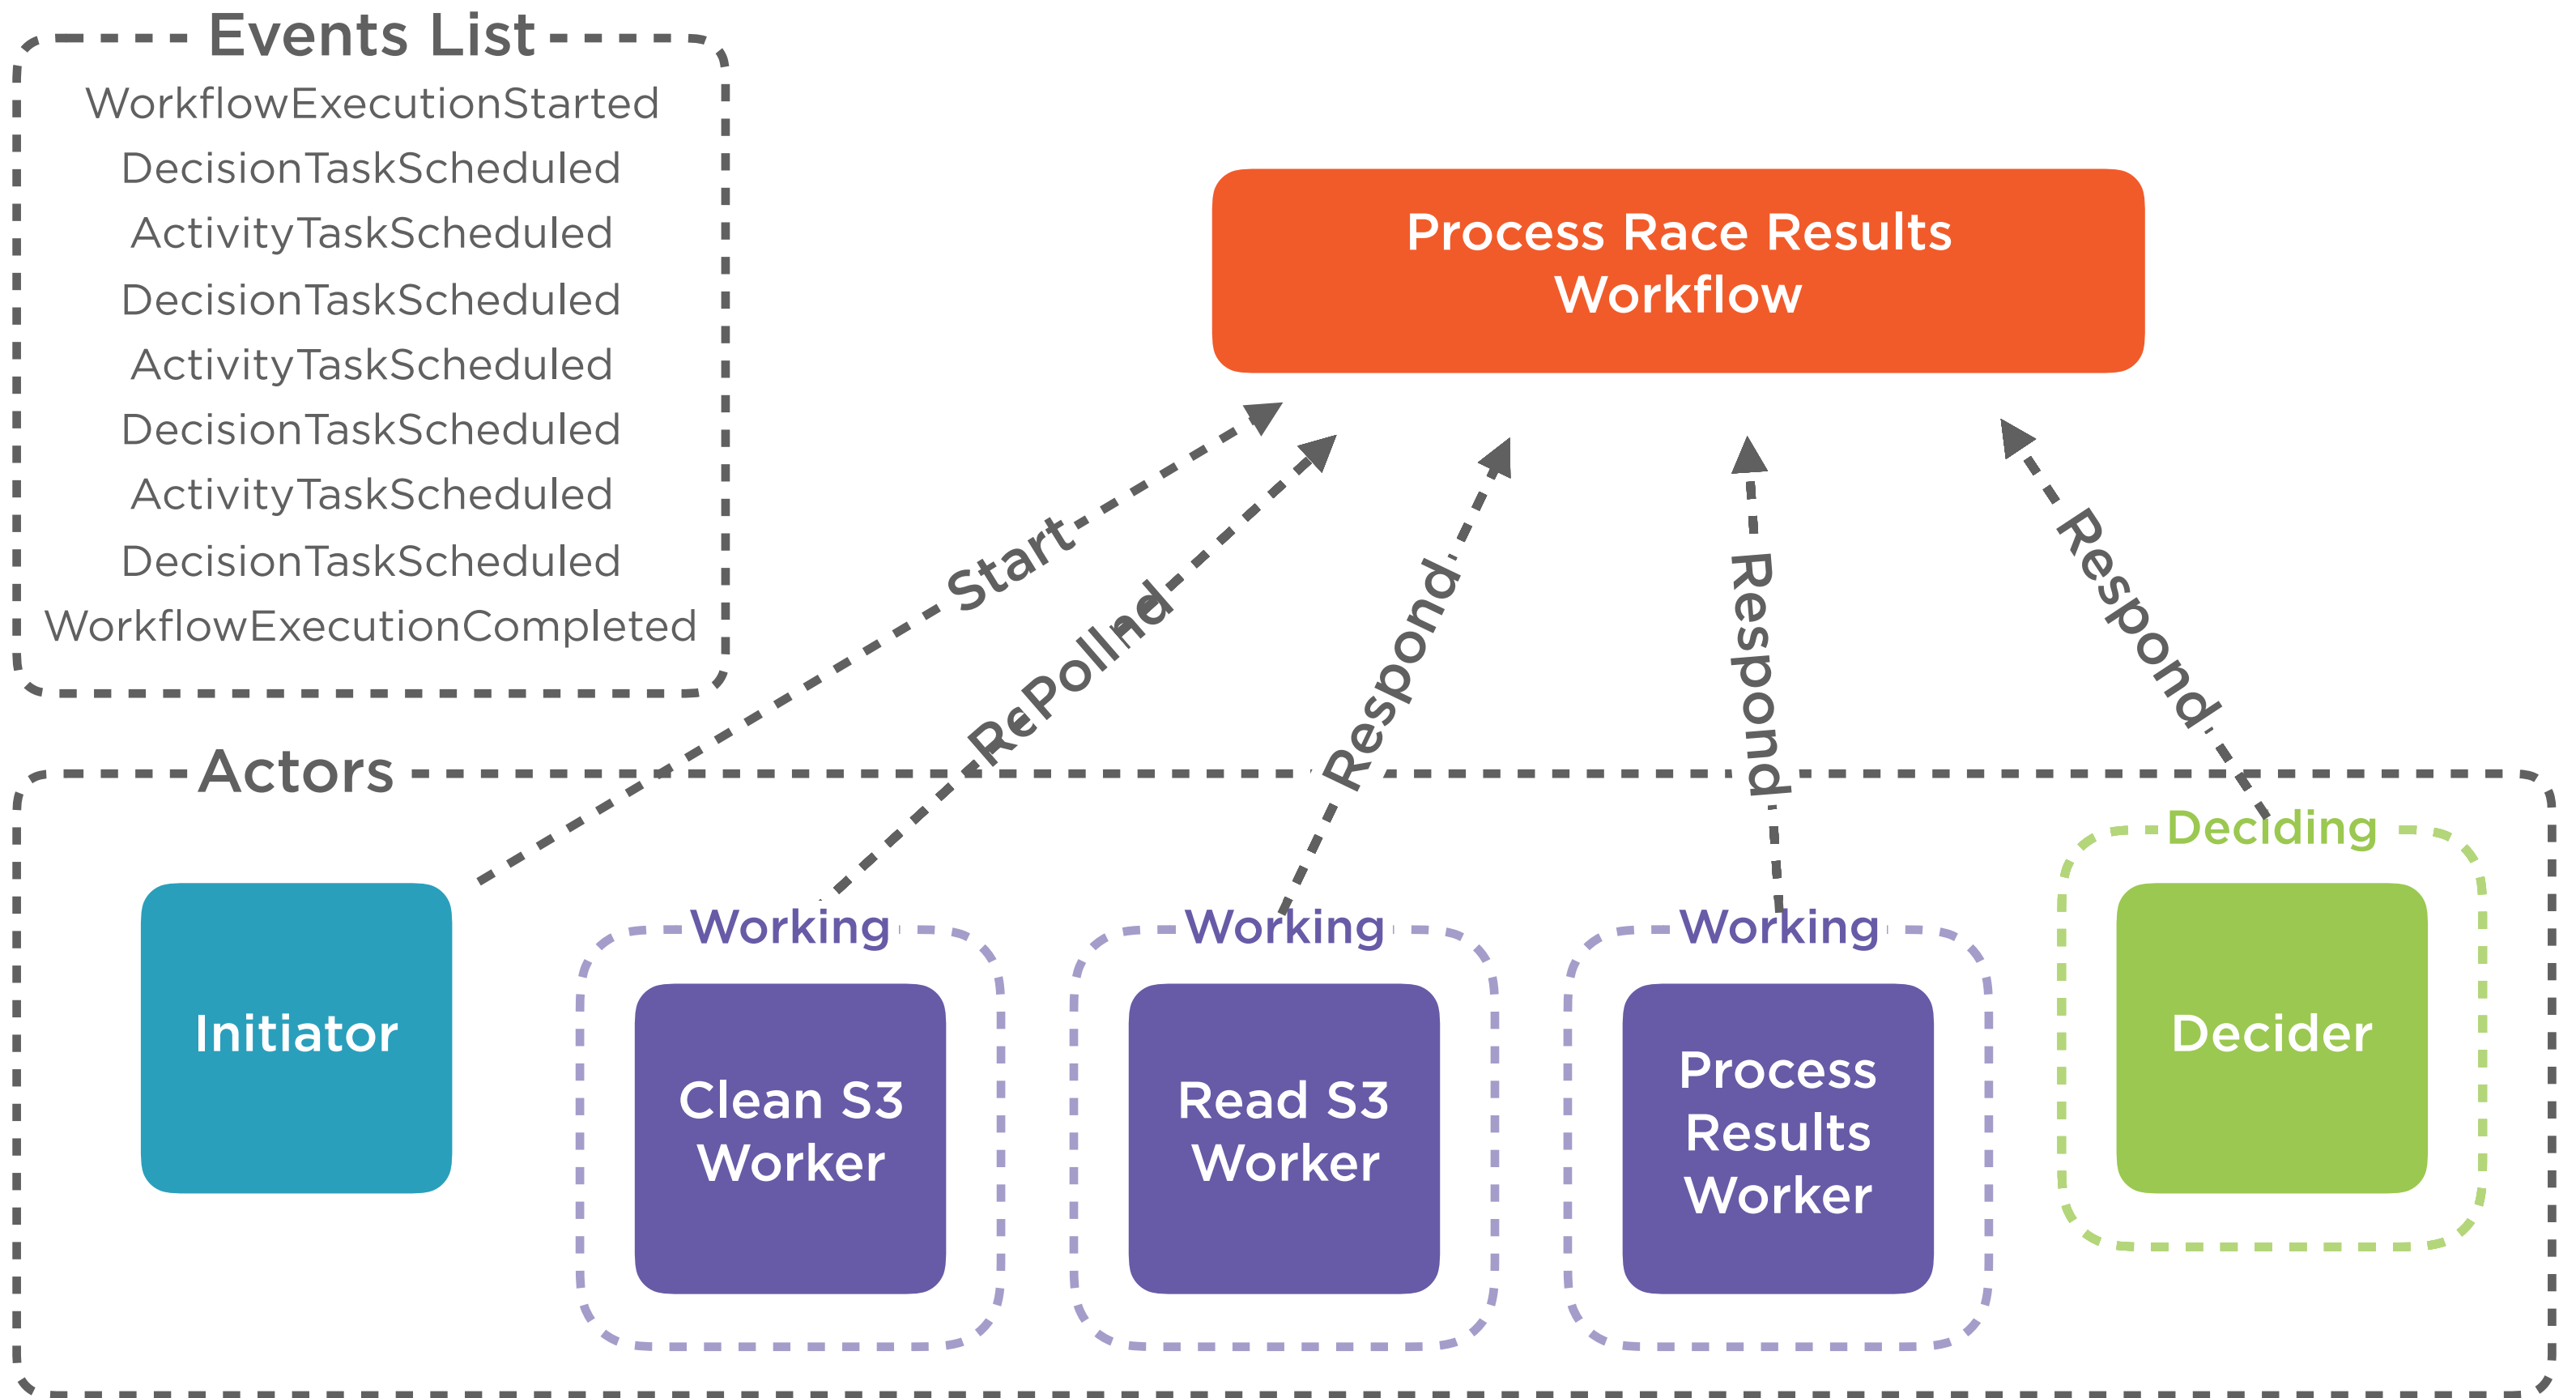 Events List
WorkflowExecutionStarted
DecisionTaskScheduled
ActivityTaskScheduled
DecisionTaskScheduled
ActivityTaskScheduled
DecisionTaskScheduled
ActivityTaskScheduled
DecisionTaskScheduled
WorkflowExecutionCompleted
Process Race Results
Workflow
Start
Respond
Respond
Respond
Actors
Initiator
Working
Clean S3
Worker
Working
Read S3
Worker
Working
Process
Results
Worker
Deciding
Decider